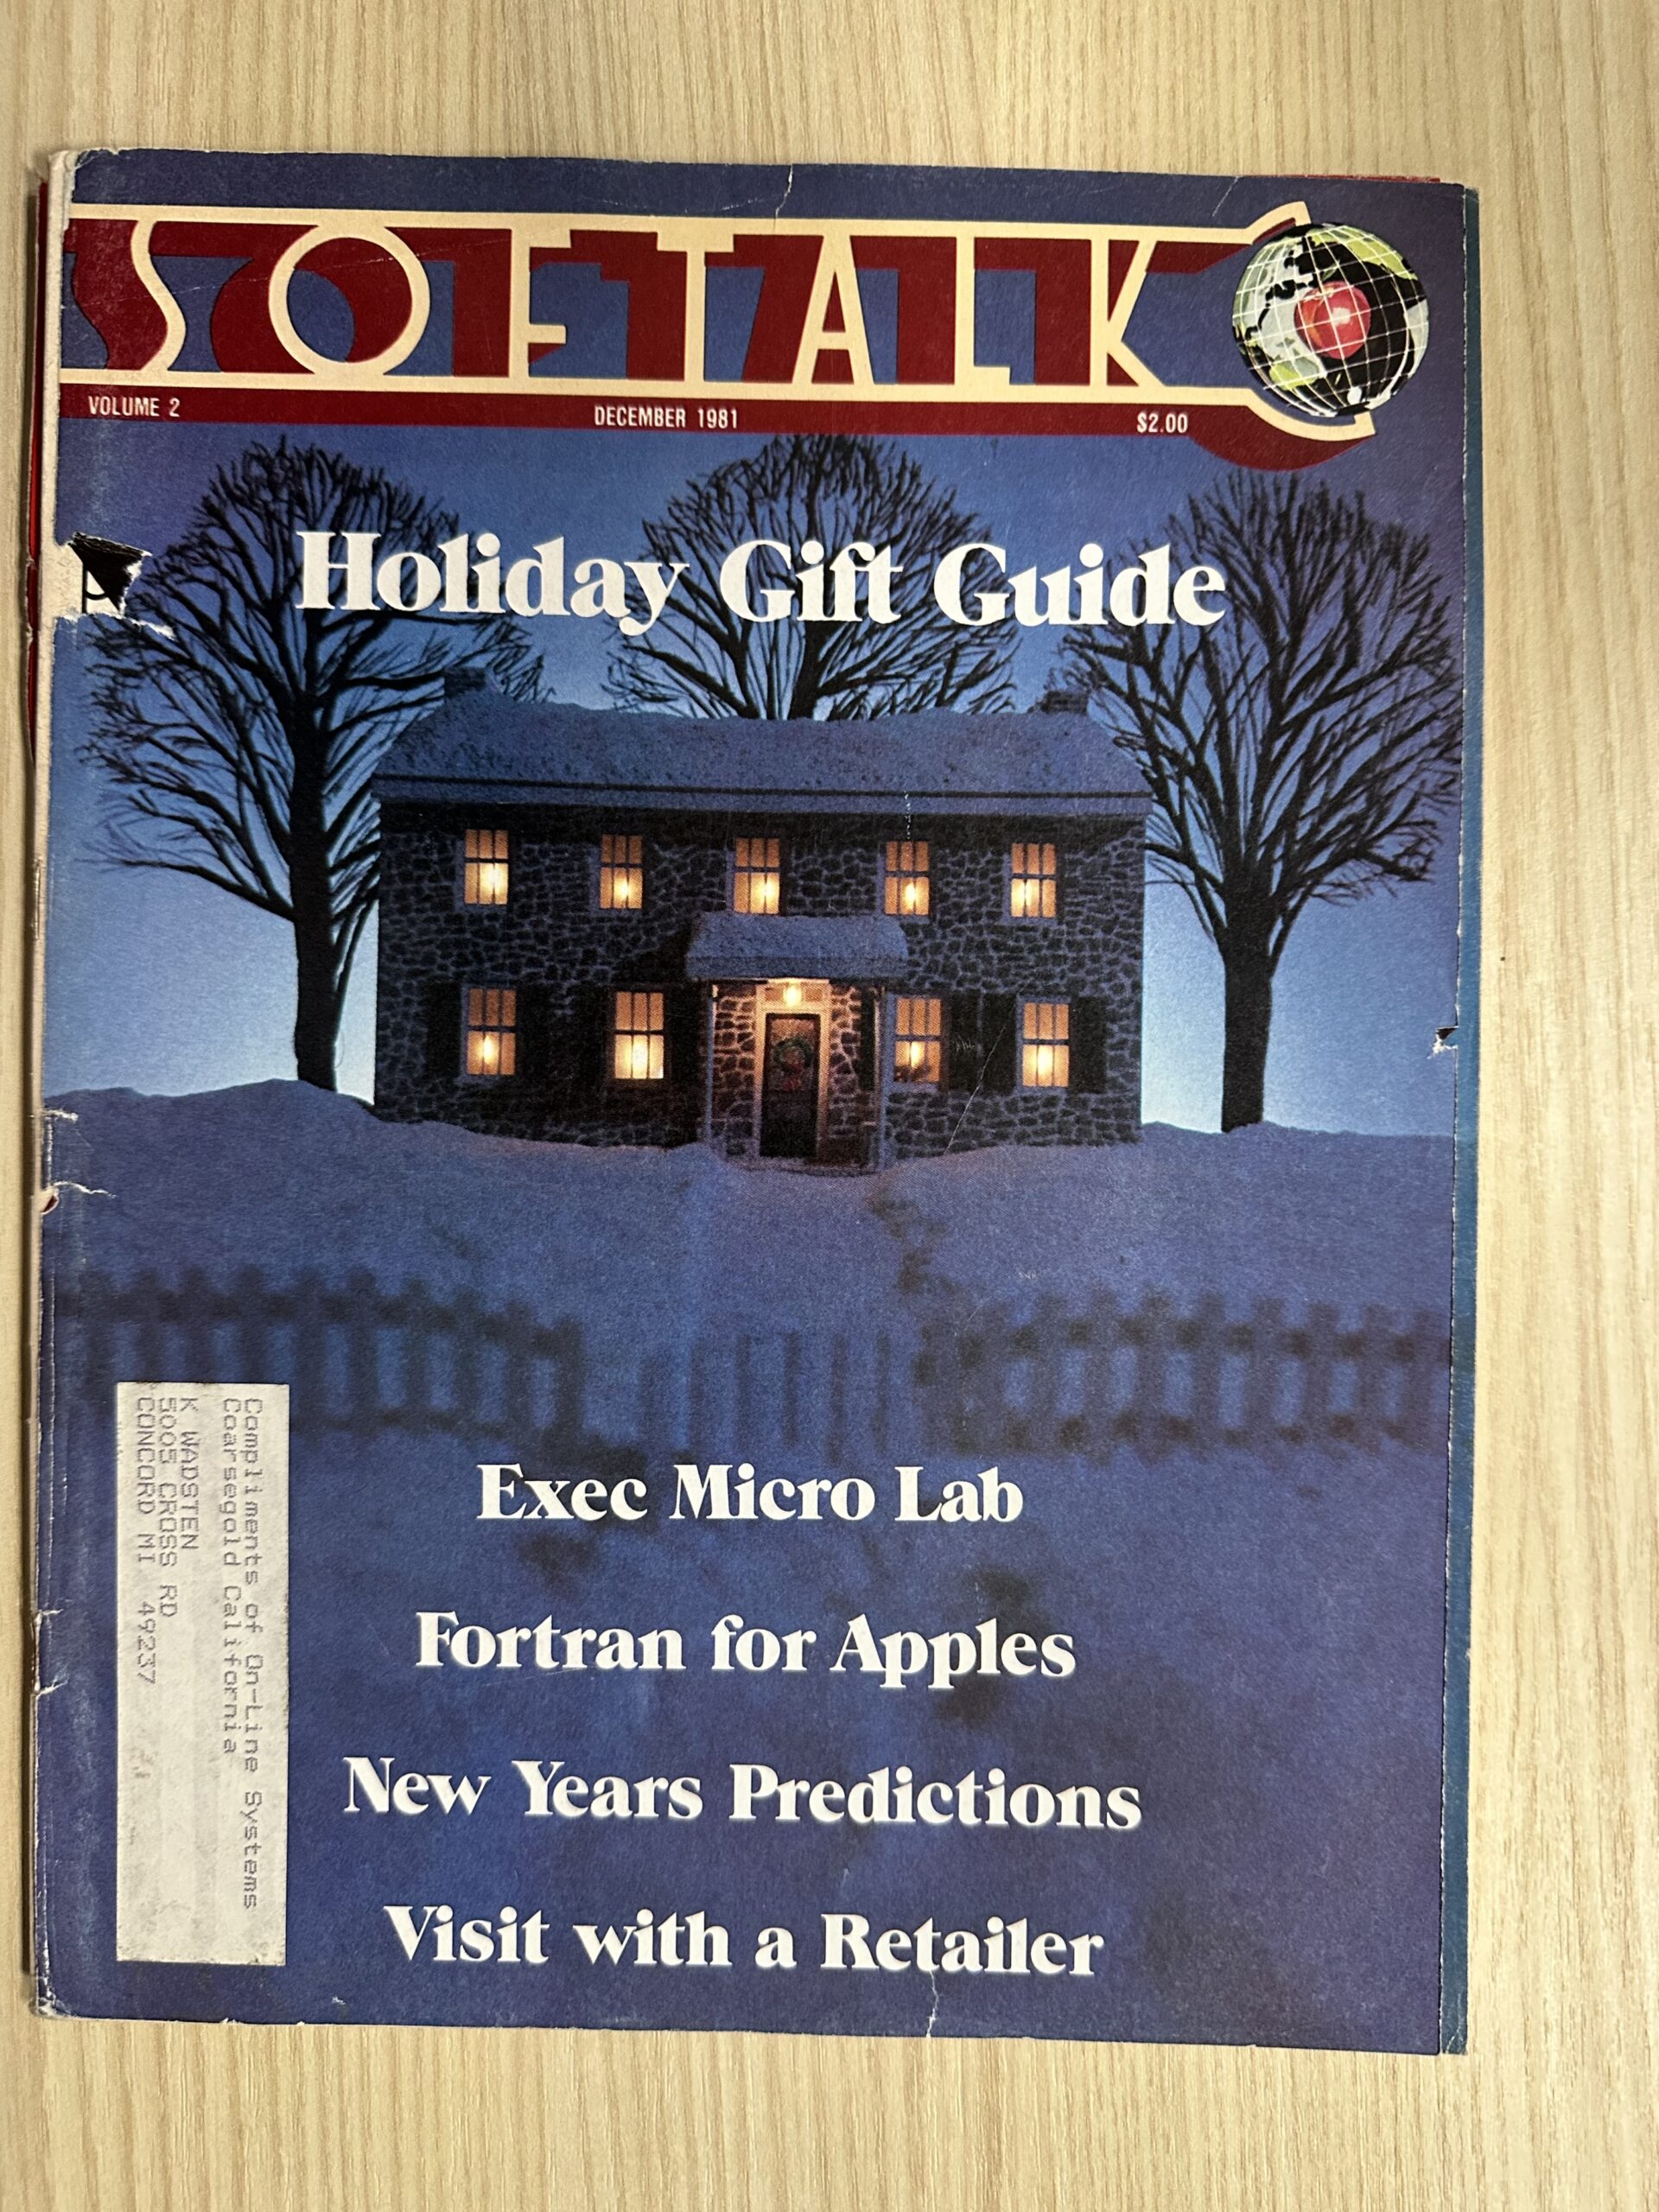 SOFTALK
VOLUME 2
DECEMBER 1981
$2.00
Holiday Gift Guide
Exec Micro Lab
Fortran for Apples
New Years Predictions
Visit with a Retailer
Compliments of On-Line Systems
Coarsegold California
K WADSTEN
5005 CROSS RD
CONCORD MI 49237